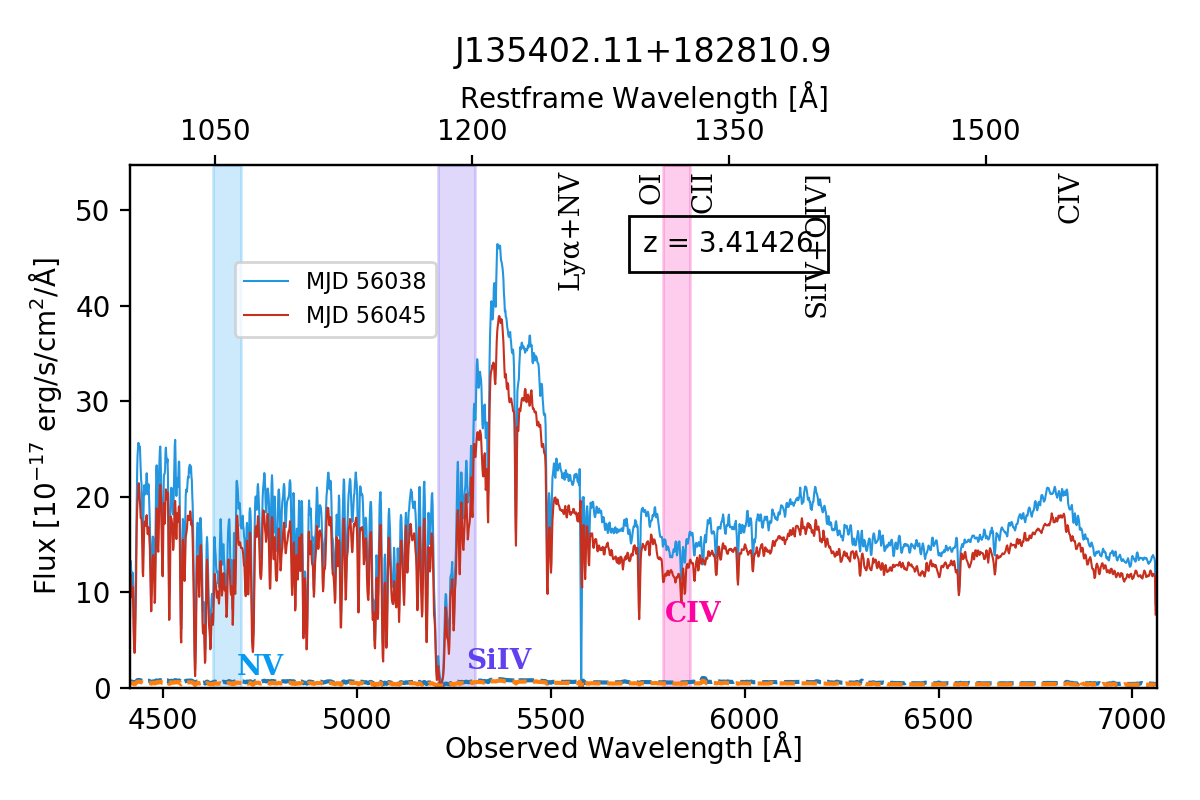 J135402.11+182810.9
Restframe Wavelength [Å]
1050 1200 1350 1500
Lyα+NV
OI
CII
SiIV+OIV]
CIV
z = 3.41426
MJD 56038
MJD 56045
Flux [10⁻¹⁷ erg/s/cm²/Å]
50
40
30
20
10
0
NV
SiIV
CIV
4500 5000 5500 6000 6500 7000
Observed Wavelength [Å]